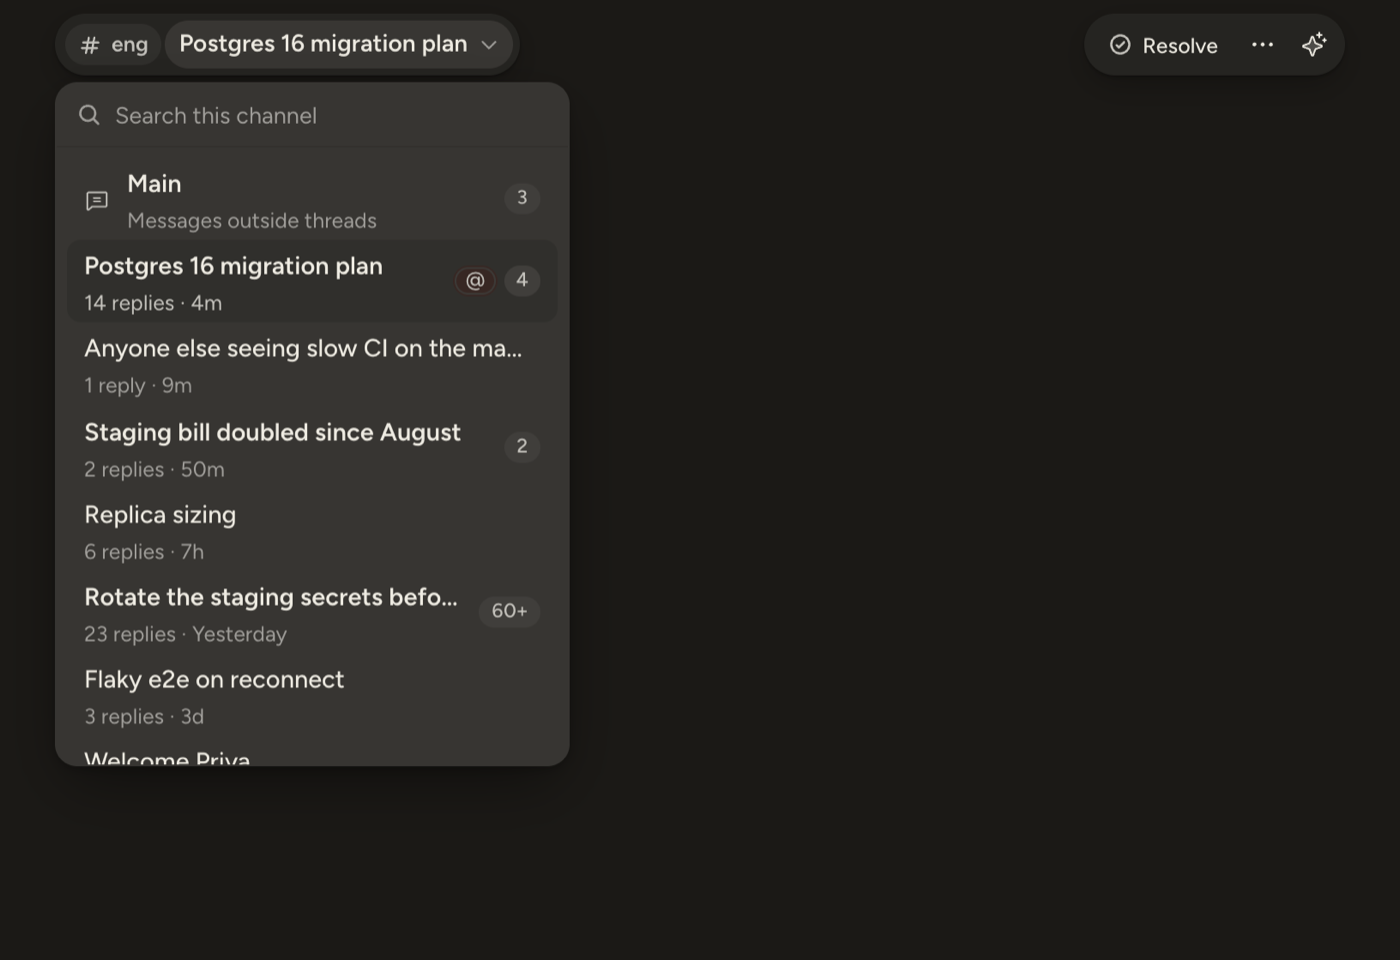 # eng Postgres 16 migration plan
Resolve ...
Search this channel
Main
Messages outside threads
3
Postgres 16 migration plan
14 replies · 4m
@ 4
Anyone else seeing slow CI on the ma...
1 reply · 9m
Staging bill doubled since August
2 replies · 50m
2
Replica sizing
6 replies · 7h
Rotate the staging secrets befo...
23 replies · Yesterday
60+
Flaky e2e on reconnect
3 replies · 3d
Welcome Priya